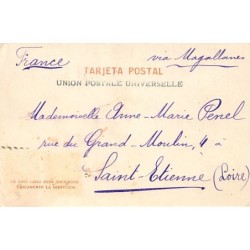 France
via Magallanes
TARJETA POSTAL
UNION POSTALE UNIVERSELLE
Mademoiselle Anne-Marie Penel
rue du Grand-Moulin, 4 à
Saint-Etienne (Loire)